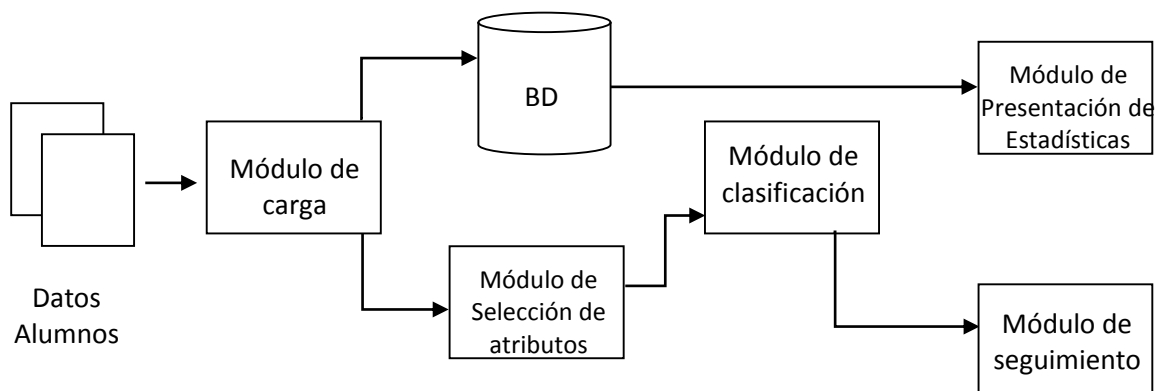 Datos
Alumnos
Módulo de
carga
BD
Módulo de
Selección de
atributos
Módulo de
clasificación
Módulo de
Presentación de
Estadísticas
Módulo de
seguimiento